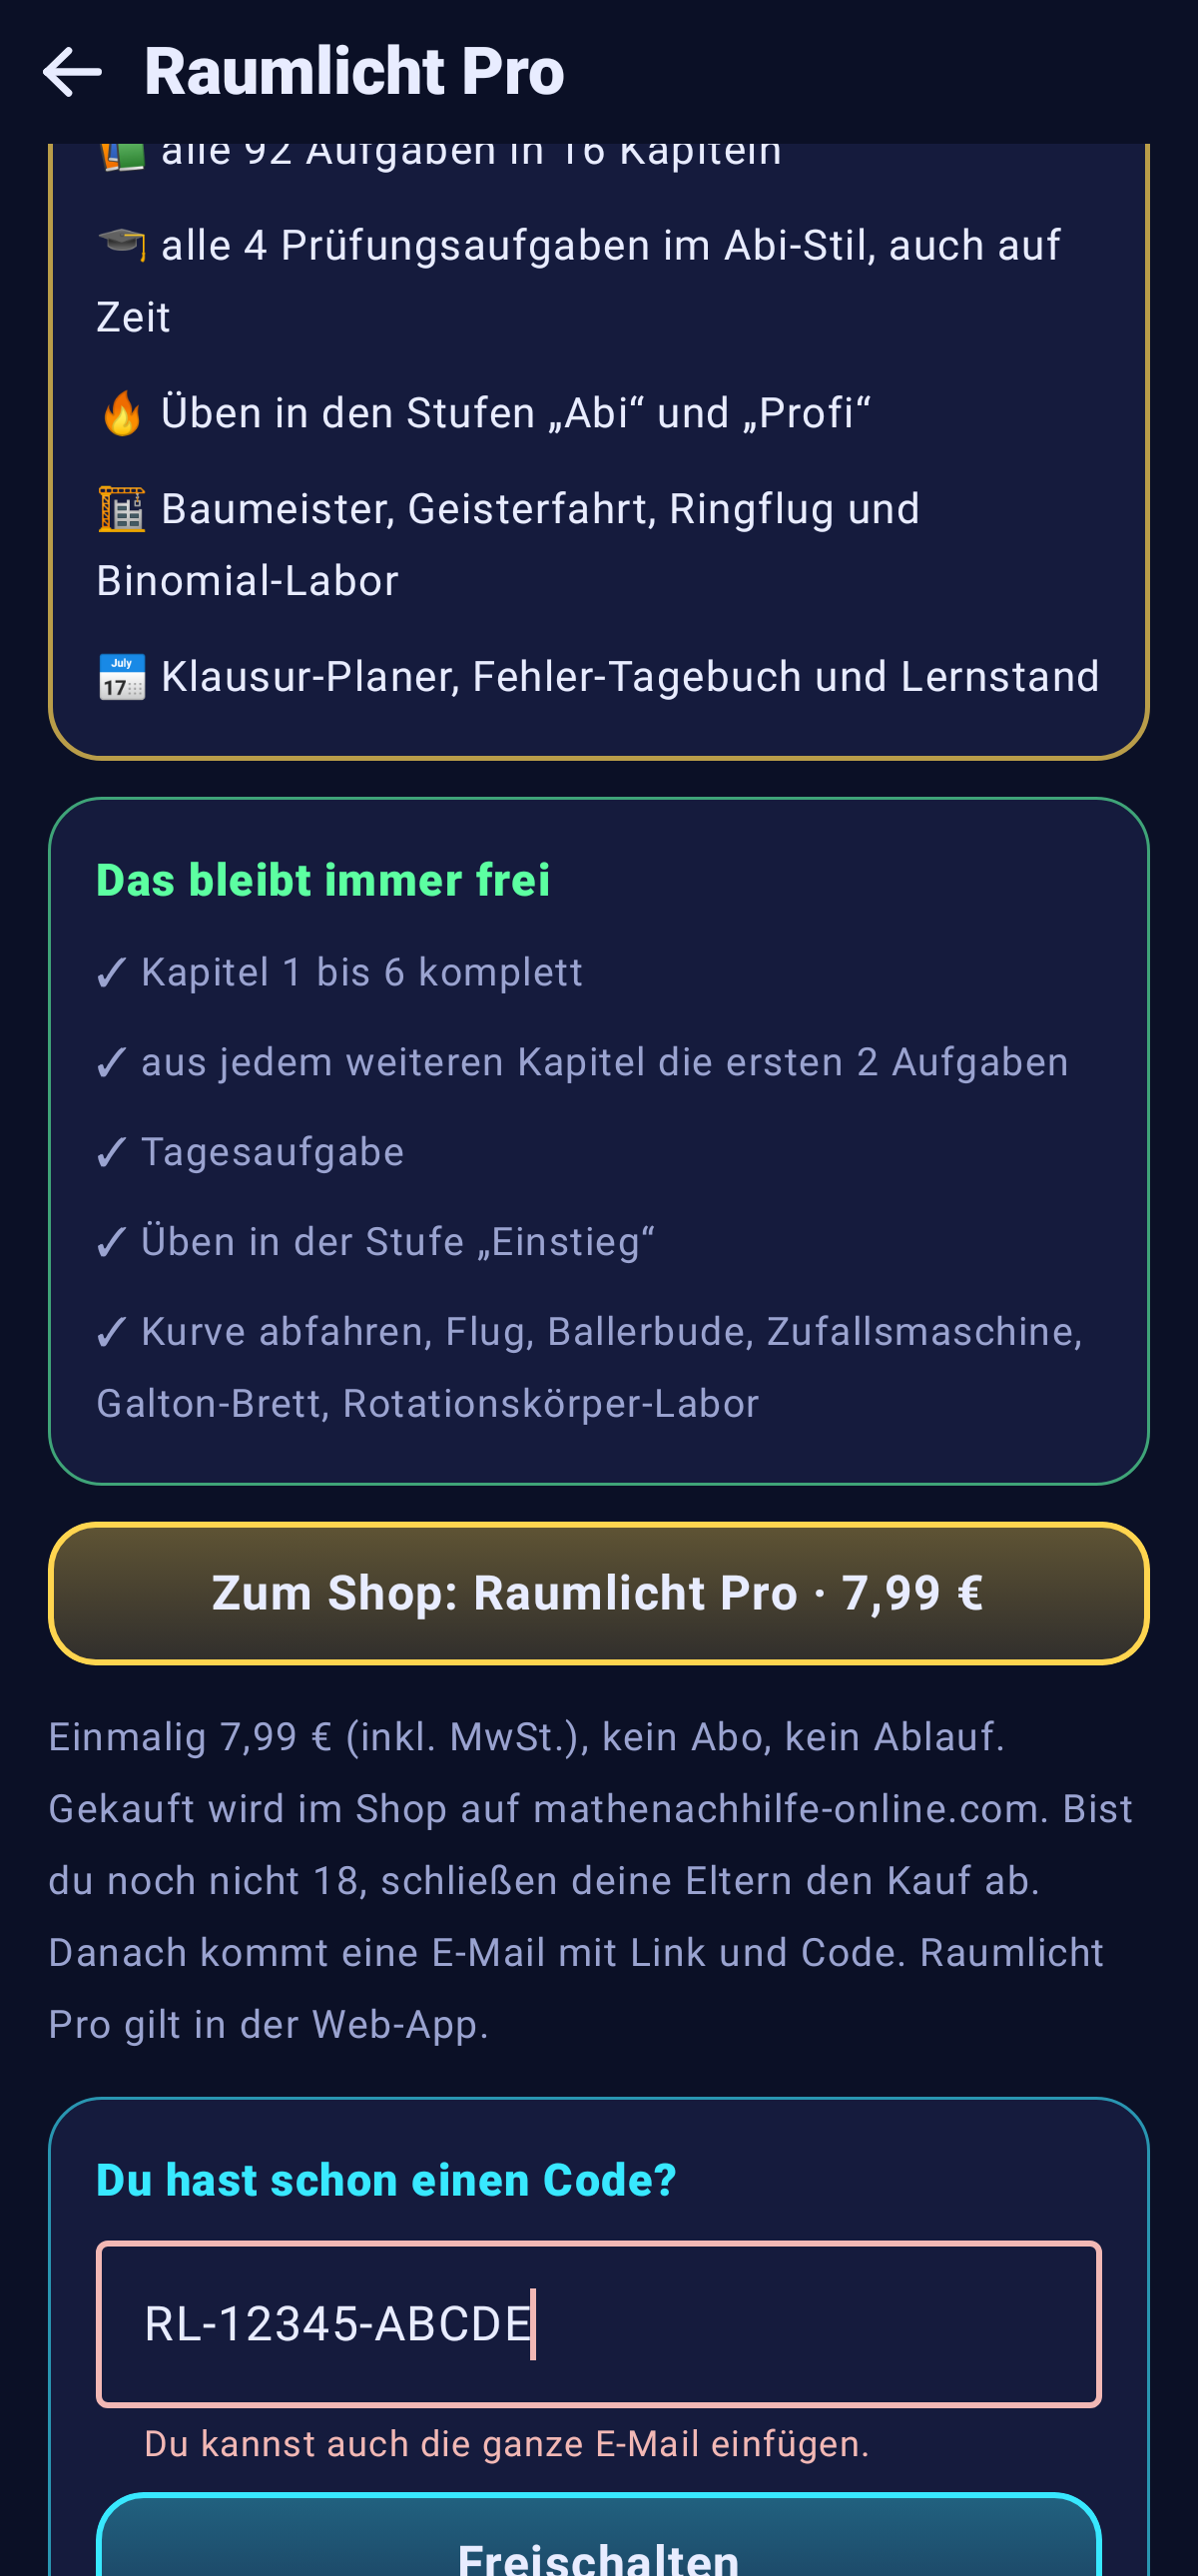 Raumlicht Pro
alle 92 Aufgaben in 16 Kapiteln
alle 4 Prüfungsaufgaben im Abi-Stil, auch auf
Zeit
Üben in den Stufen „Abi“ und „Profi“
Baumeister, Geisterfahrt, Ringflug und
Binomial-Labor
July
17
Klausur-Planer, Fehler-Tagebuch und Lernstand
Das bleibt immer frei
✓ Kapitel 1 bis 6 komplett
✓ aus jedem weiteren Kapitel die ersten 2 Aufgaben
✓ Tagesaufgabe
✓ Üben in der Stufe „Einstieg“
✓ Kurve abfahren, Flug, Ballerbude, Zufallsmaschine,
Galton-Brett, Rotationskörper-Labor
Zum Shop: Raumlicht Pro · 7,99 €
Einmalig 7,99 € (inkl. MwSt.), kein Abo, kein Ablauf.
Gekauft wird im Shop auf mathenachhilfe-online.com. Bist
du noch nicht 18, schließen deine Eltern den Kauf ab.
Danach kommt eine E-Mail mit Link und Code. Raumlicht
Pro gilt in der Web-App.
Du hast schon einen Code?
RL-12345-ABCDE
Du kannst auch die ganze E-Mail einfügen.
Freischalten